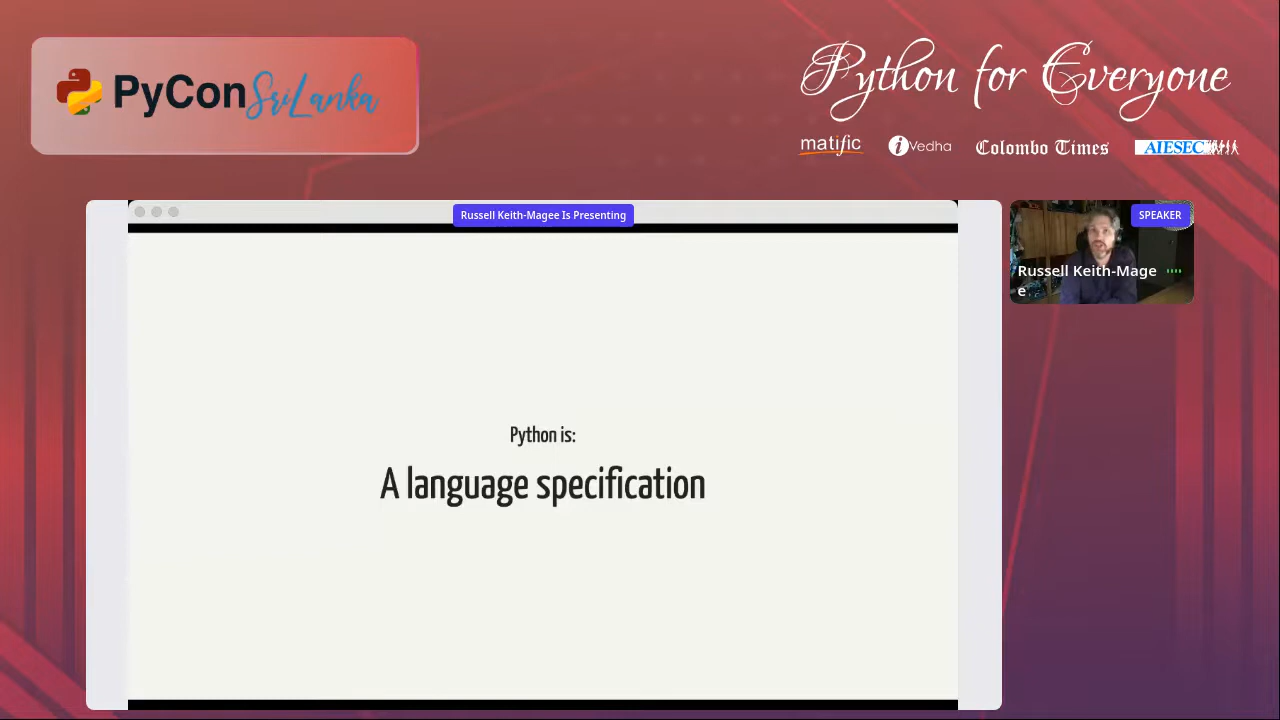 PyCon SriLanka
Python for Everyone
matific
iVedha
Colombo Times
AIESEC
Russell Keith-Magee Is Presenting
SPEAKER
Russell Keith-Mage
e
Python is:
A language specification